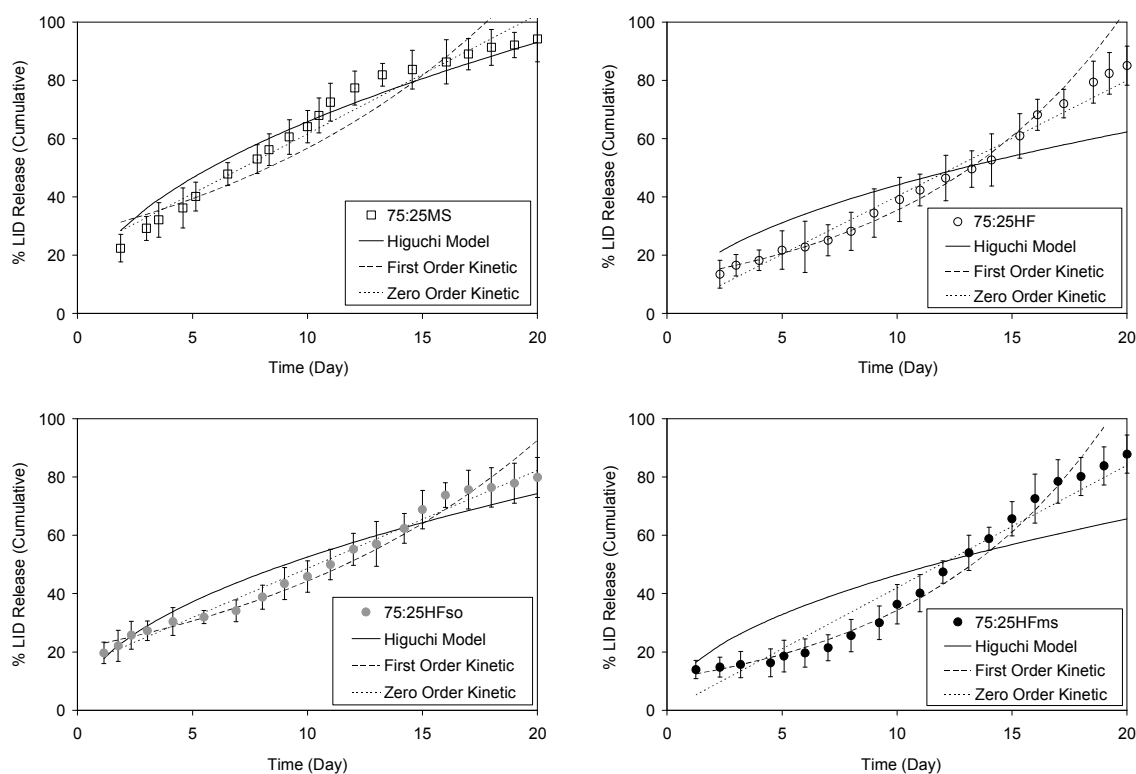 % LID Release (Cumulative)
100
80
60
40
20
0
75:25MS
Higuchi Model
First Order Kinetic
Zero Order Kinetic
0 5 10 15 20
Time (Day)
% LID Release (Cumulative)
100
80
60
40
20
0
75:25HF
Higuchi Model
First Order Kinetic
Zero Order Kinetic
0 5 10 15 20
Time (Day)
% LID Release (Cumulative)
100
80
60
40
20
0
75:25HFso
Higuchi Model
First Order Kinetic
Zero Order Kinetic
0 5 10 15 20
Time (Day)
% LID Release (Cumulative)
100
80
60
40
20
0
75:25HFms
Higuchi Model
First Order Kinetic
Zero Order Kinetic
0 5 10 15 20
Time (Day)